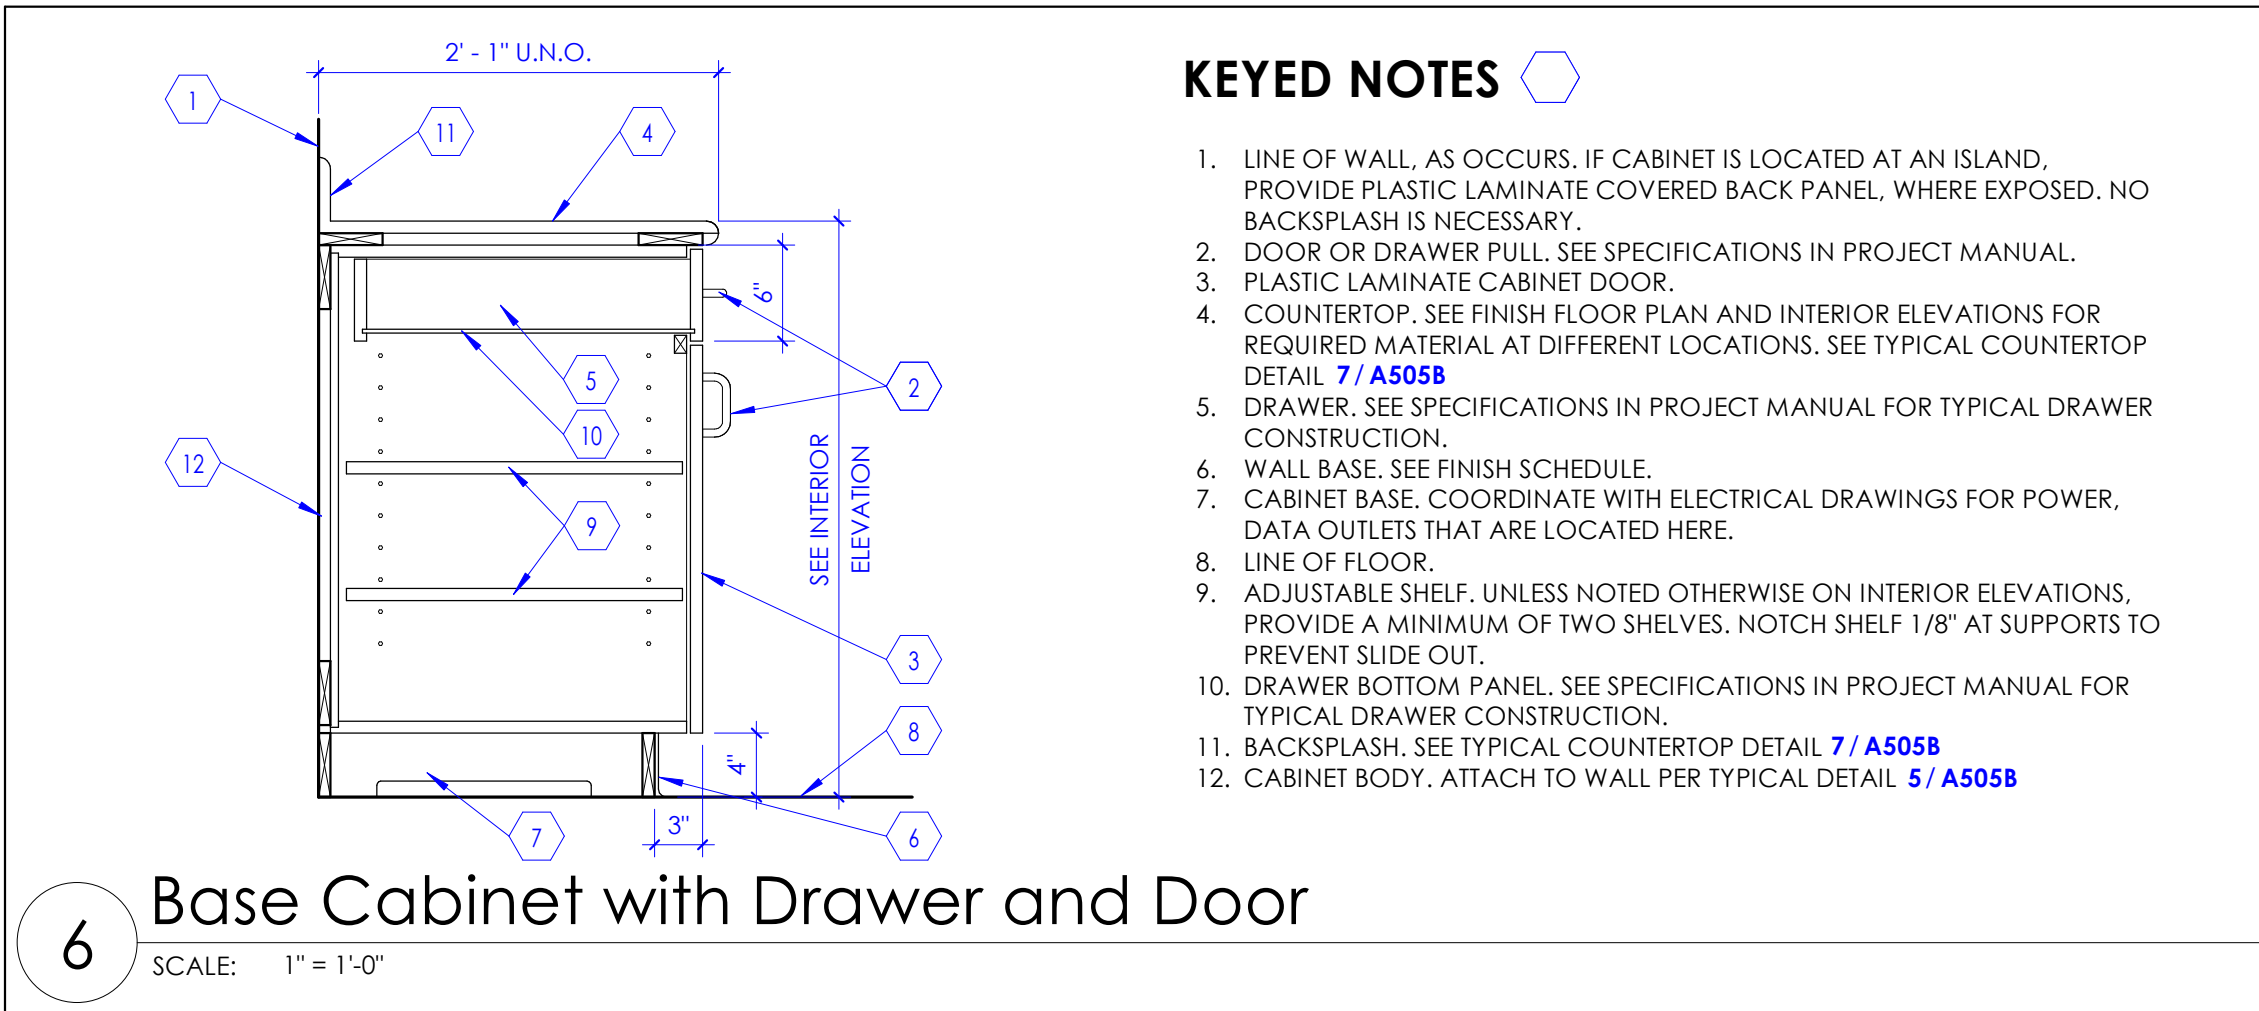 2' - 1" U.N.O.
1
11
4
6"
5
2
10
12
SEE INTERIOR
ELEVATION
9
3
8
4"
3"
7
6
KEYED NOTES
1. LINE OF WALL, AS OCCURS. IF CABINET IS LOCATED AT AN ISLAND,
PROVIDE PLASTIC LAMINATE COVERED BACK PANEL, WHERE EXPOSED. NO
BACKSPLASH IS NECESSARY.
2. DOOR OR DRAWER PULL. SEE SPECIFICATIONS IN PROJECT MANUAL.
3. PLASTIC LAMINATE CABINET DOOR.
4. COUNTERTOP. SEE FINISH FLOOR PLAN AND INTERIOR ELEVATIONS FOR
REQUIRED MATERIAL AT DIFFERENT LOCATIONS. SEE TYPICAL COUNTERTOP
DETAIL 7 / A505B
5. DRAWER. SEE SPECIFICATIONS IN PROJECT MANUAL FOR TYPICAL DRAWER
CONSTRUCTION.
6. WALL BASE. SEE FINISH SCHEDULE.
7. CABINET BASE. COORDINATE WITH ELECTRICAL DRAWINGS FOR POWER,
DATA OUTLETS THAT ARE LOCATED HERE.
8. LINE OF FLOOR.
9. ADJUSTABLE SHELF. UNLESS NOTED OTHERWISE ON INTERIOR ELEVATIONS,
PROVIDE A MINIMUM OF TWO SHELVES. NOTCH SHELF 1/8" AT SUPPORTS TO
PREVENT SLIDE OUT.
10. DRAWER BOTTOM PANEL. SEE SPECIFICATIONS IN PROJECT MANUAL FOR
TYPICAL DRAWER CONSTRUCTION.
11. BACKSPLASH. SEE TYPICAL COUNTERTOP DETAIL 7 / A505B
12. CABINET BODY. ATTACH TO WALL PER TYPICAL DETAIL 5 / A505B
6
Base Cabinet with Drawer and Door
SCALE: 1" = 1'-0"